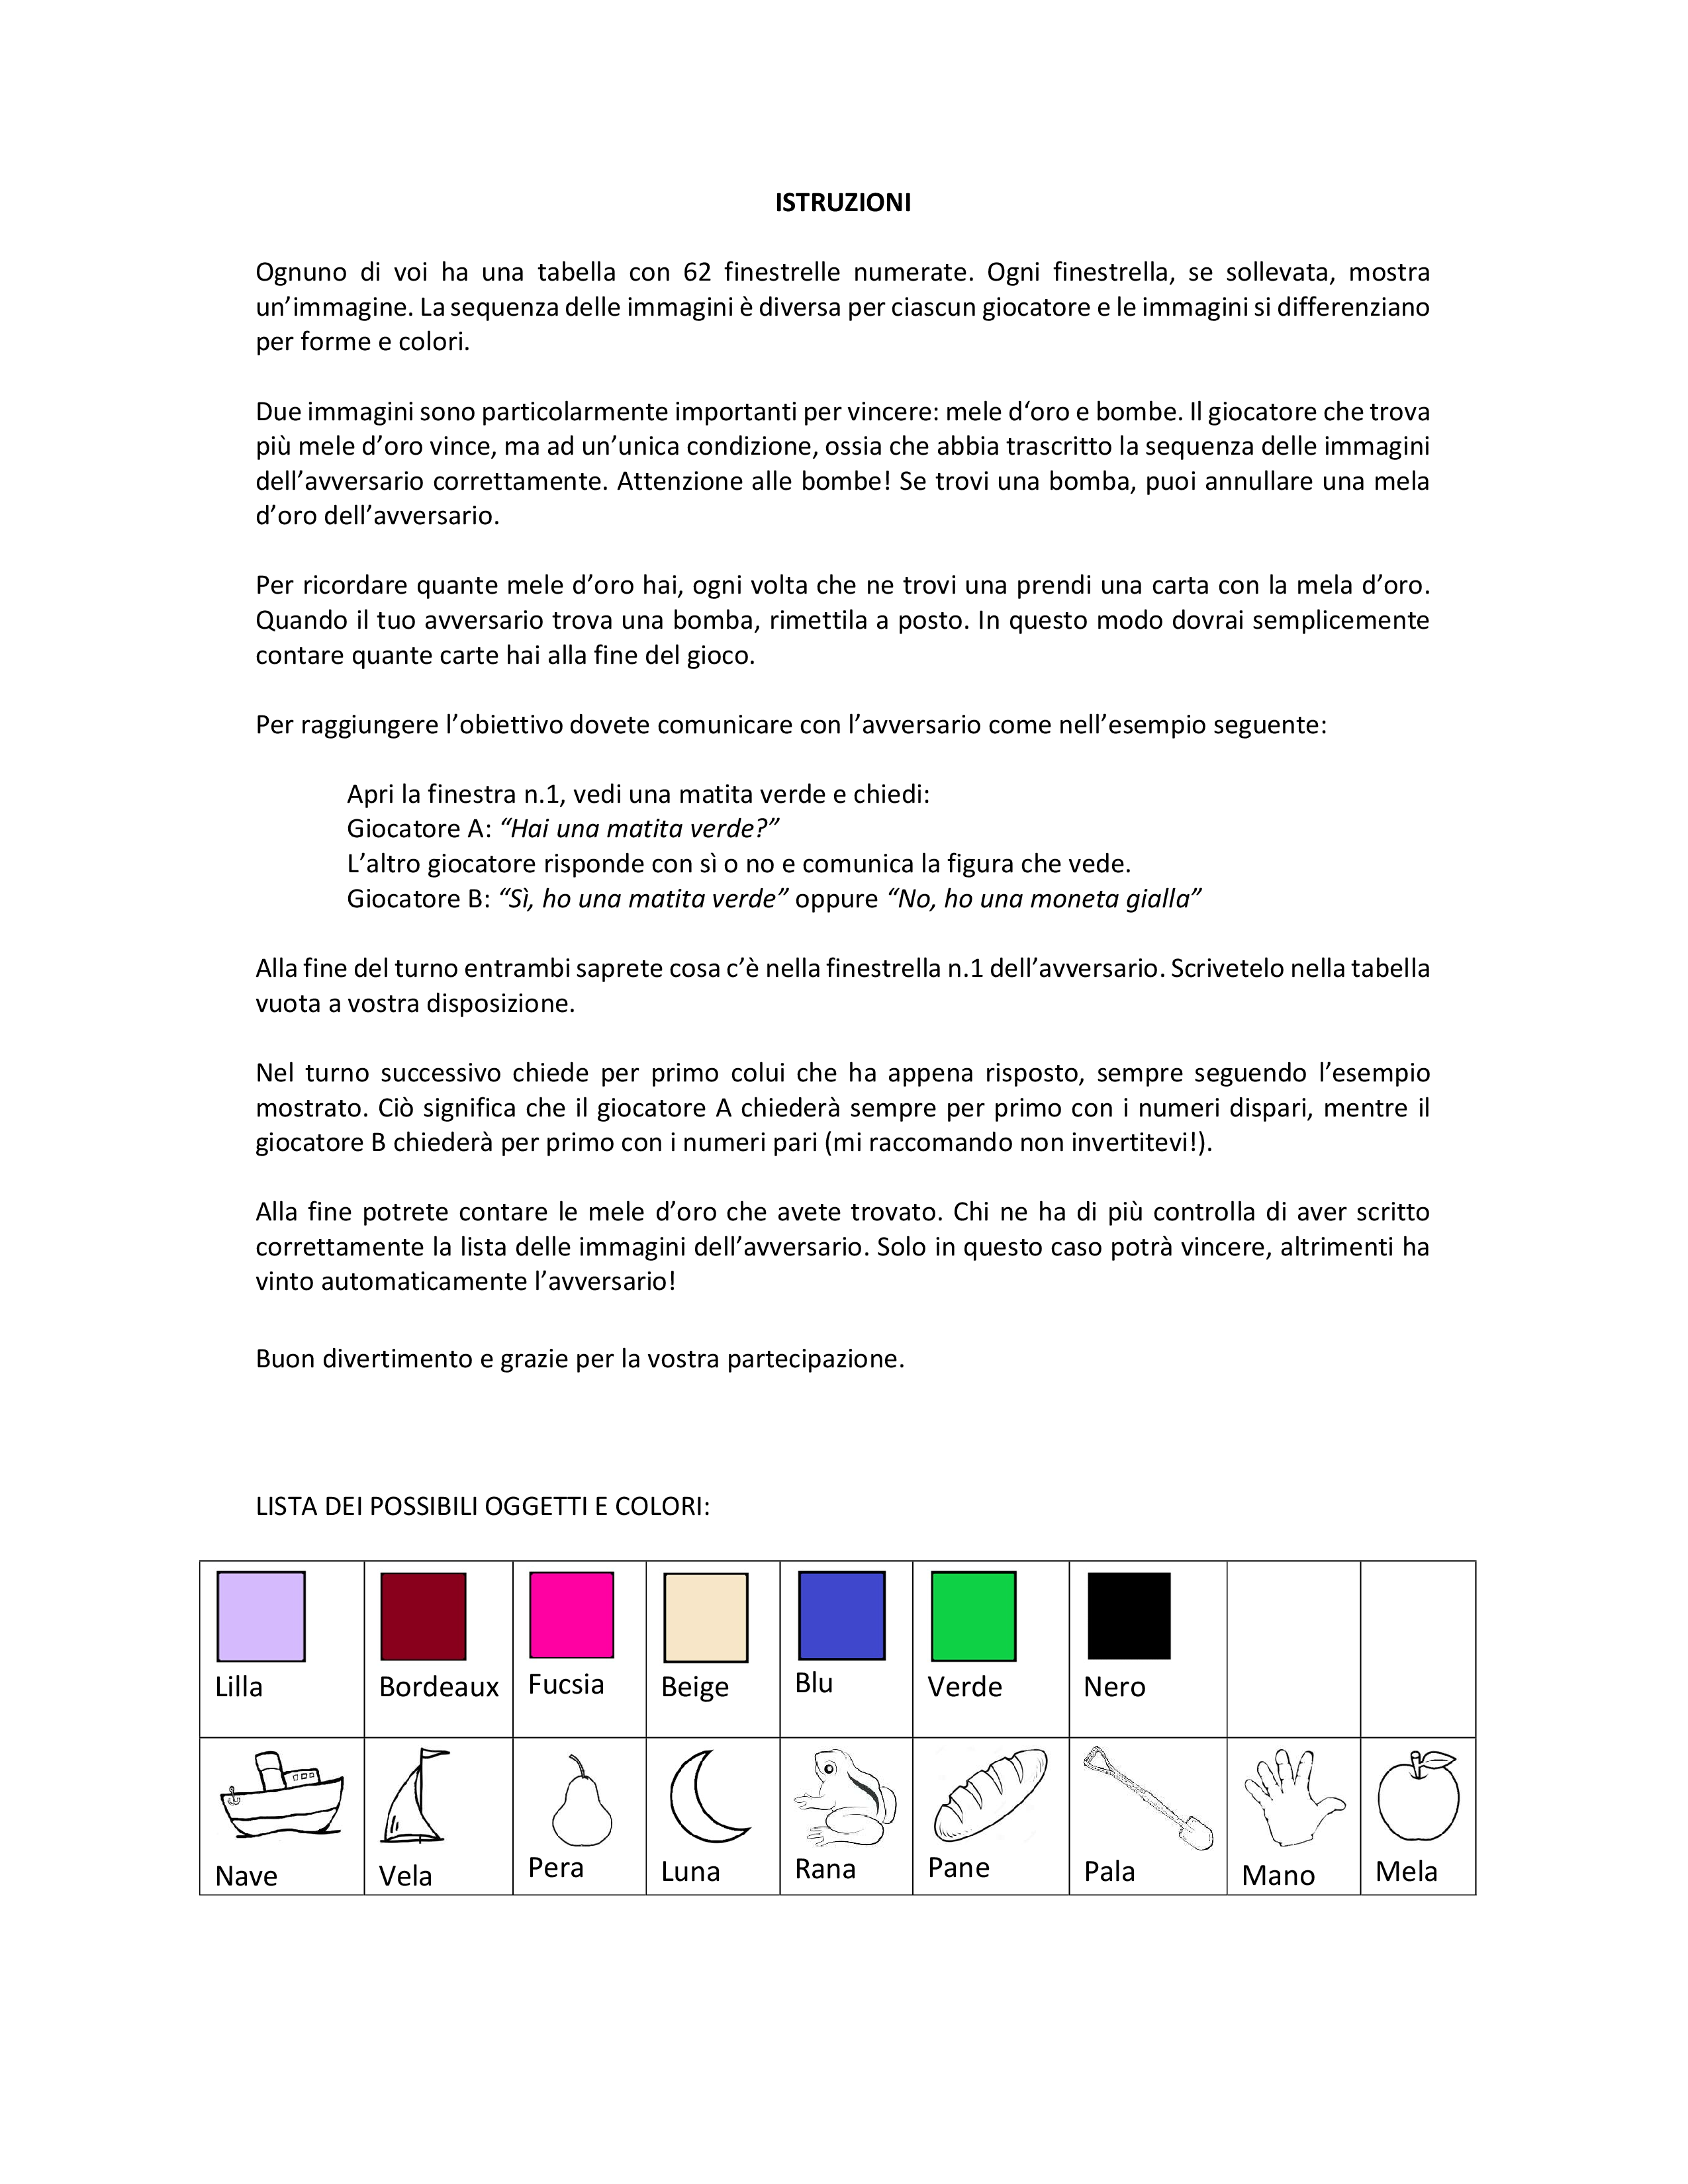 ISTRUZIONI
Ognuno di voi ha una tabella con 62 finestrelle numerate. Ogni finestrella, se sollevata, mostra
un’immagine. La sequenza delle immagini è diversa per ciascun giocatore e le immagini si differenziano
per forme e colori.
Due immagini sono particolarmente importanti per vincere: mele d‘oro e bombe. Il giocatore che trova
più mele d’oro vince, ma ad un’unica condizione, ossia che abbia trascritto la sequenza delle immagini
dell’avversario correttamente. Attenzione alle bombe! Se trovi una bomba, puoi annullare una mela
d’oro dell’avversario.
Per ricordare quante mele d’oro hai, ogni volta che ne trovi una prendi una carta con la mela d’oro.
Quando il tuo avversario trova una bomba, rimettila a posto. In questo modo dovrai semplicemente
contare quante carte hai alla fine del gioco.
Per raggiungere l’obiettivo dovete comunicare con l’avversario come nell’esempio seguente:
Apri la finestra n.1, vedi una matita verde e chiedi:
Giocatore A: “Hai una matita verde?”
L’altro giocatore risponde con sì o no e comunica la figura che vede.
Giocatore B: “Sì, ho una matita verde” oppure “No, ho una moneta gialla”
Alla fine del turno entrambi saprete cosa c’è nella finestrella n.1 dell’avversario. Scrivetelo nella tabella
vuota a vostra disposizione.
Nel turno successivo chiede per primo colui che ha appena risposto, sempre seguendo l’esempio
mostrato. Ciò significa che il giocatore A chiederà sempre per primo con i numeri dispari, mentre il
giocatore B chiederà per primo con i numeri pari (mi raccomando non invertitevi!).
Alla fine potrete contare le mele d’oro che avete trovato. Chi ne ha di più controlla di aver scritto
correttamente la lista delle immagini dell’avversario. Solo in questo caso potrà vincere, altrimenti ha
vinto automaticamente l’avversario!
Buon divertimento e grazie per la vostra partecipazione.
LISTA DEI POSSIBILI OGGETTI E COLORI:
Lilla Bordeaux Fucsia Beige Blu Verde Nero
Nave Vela Pera Luna Rana Pane Pala Mano Mela